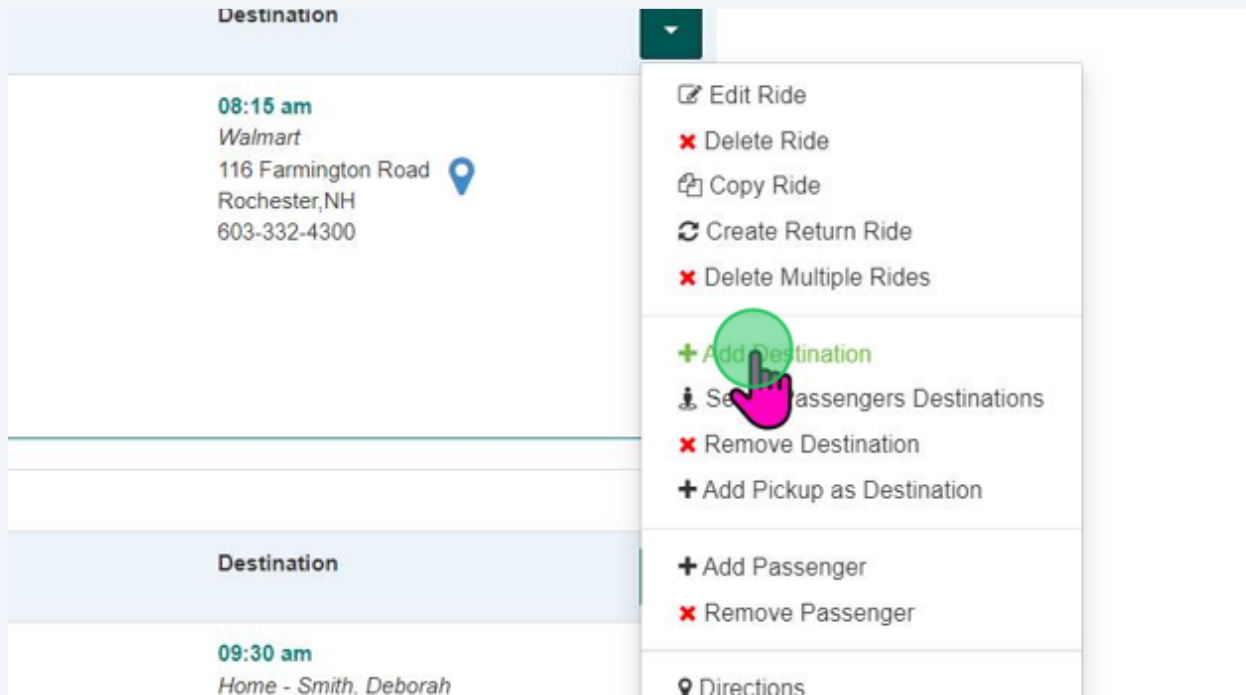 Destination
08:15 am
Walmart
116 Farmington Road
Rochester,NH
603-332-4300
Edit Ride
Delete Ride
Copy Ride
Create Return Ride
Delete Multiple Rides
Add Destination
Passengers Destinations
Remove Destination
Add Pickup as Destination
Add Passenger
Remove Passenger
Directions
Destination
09:30 am
Home - Smith, Deborah